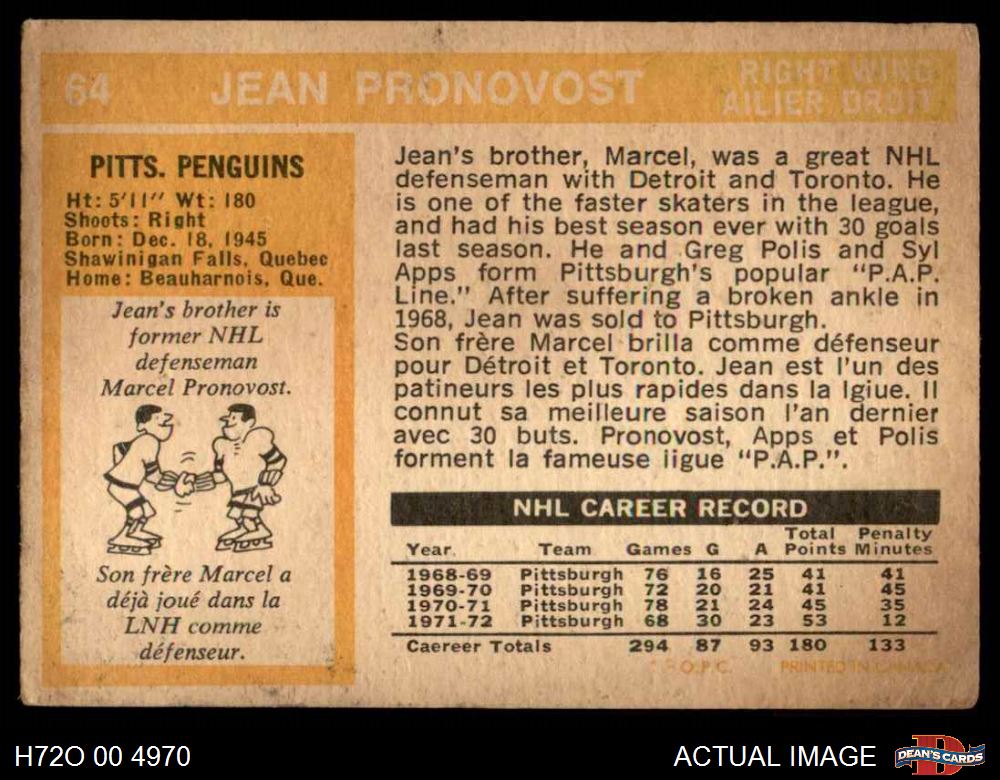 64 JEAN PRONOVOST RIGHT WING
AILIER DROIT
PITTS. PENGUINS
Ht: 5'11'' Wt: 180
Shoots: Right
Born: Dec. 18, 1945
Shawinigan Falls, Quebec
Home: Beauharnois, Que.
Jean's brother is
former NHL
defenseman
Marcel Pronovost.
Son frère Marcel a
déjà joué dans la
LNH comme
défenseur.
Jean's brother, Marcel, was a great NHL
defenseman with Detroit and Toronto. He
is one of the faster skaters in the league,
and had his best season ever with 30 goals
last season. He and Greg Polis and Syl
Apps form Pittsburgh's popular "P.A.P.
Line." After suffering a broken ankle in
1968, Jean was sold to Pittsburgh.
Son frère Marcel brilla comme défenseur
pour Détroit et Toronto. Jean est l'un des
patineurs les plus rapides dans la lgiue. Il
connut sa meilleure saison l'an dernier
avec 30 buts. Pronovost, Apps et Polis
forment la fameuse iigue "P.A.P.".
NHL CAREER RECORD
Year. Team Games G A Total Points Penalty Minutes
1968-69 Pittsburgh 76 16 25 41 41
1969-70 Pittsburgh 72 20 21 41 45
1970-71 Pittsburgh 78 21 24 45 35
1971-72 Pittsburgh 68 30 23 53 12
Caereer Totals 294 87 93 180 133
O.P.C. PRINTED IN CANADA
H72O 00 4970
ACTUAL IMAGE
DEAN'S CARDS